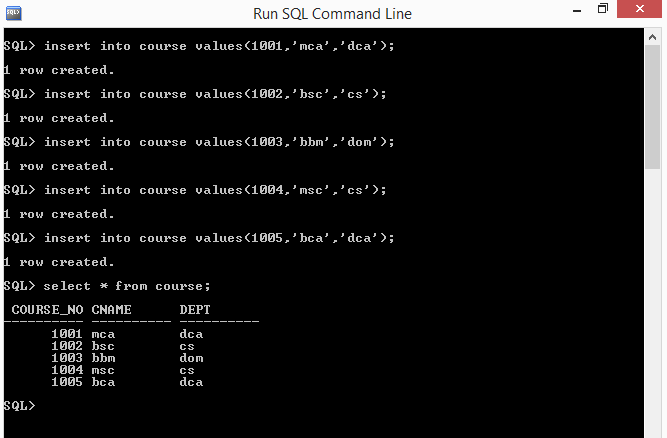 Run SQL Command Line
SQL> insert into course values(1001,'mca','dca');
1 row created.
SQL> insert into course values(1002,'bsc','cs');
1 row created.
SQL> insert into course values(1003,'bbm','dom');
1 row created.
SQL> insert into course values(1004,'msc','cs');
1 row created.
SQL> insert into course values(1005,'bca','dca');
1 row created.
SQL> select * from course;
COURSE_NO CNAME DEPT
---------- ---------- ----------
1001 mca dca
1002 bsc cs
1003 bbm dom
1004 msc cs
1005 bca dca
SQL>